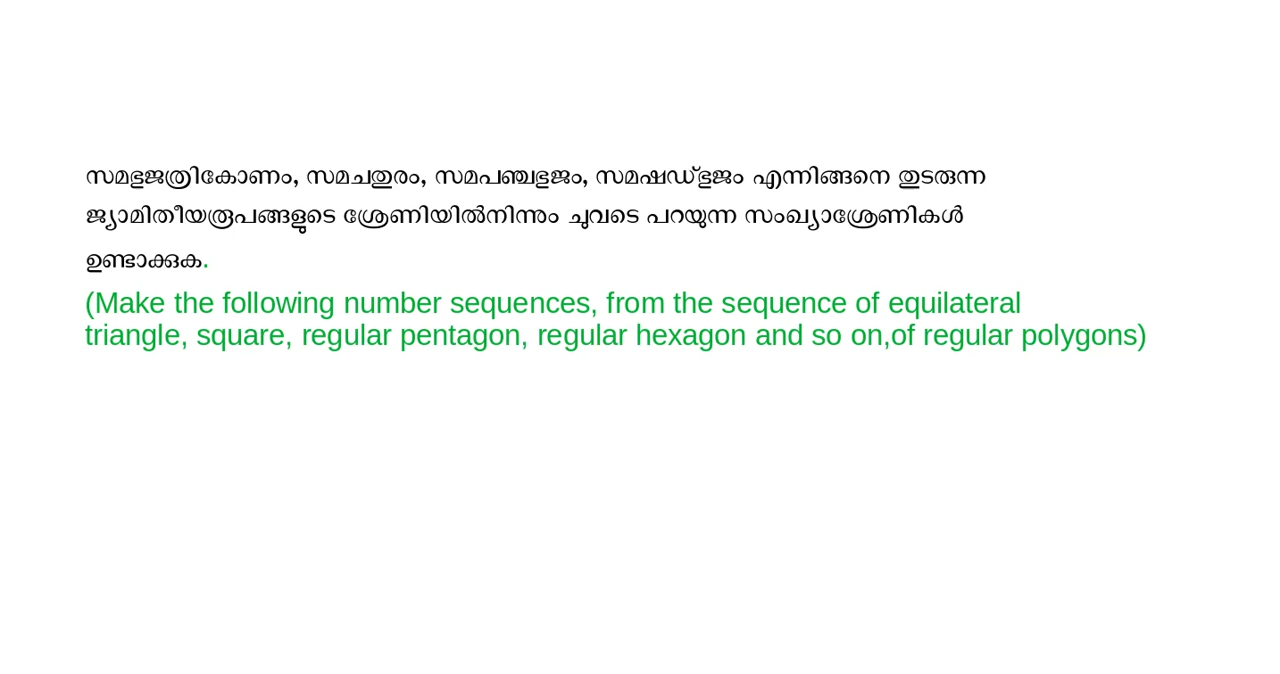 സമഭുജത്രികോണം, സമചതുരം, സമപഞ്ചഭുജം, സമഷഡ്ഭുജം എന്നിങ്ങനെ തുടരുന്ന
ജ്യാമിതീയരൂപങ്ങളുടെ ശ്രേണിയിൽനിന്നും ചുവടെ പറയുന്ന സംഖ്യാശ്രേണികൾ
ഉണ്ടാക്കുക.
(Make the following number sequences, from the sequence of equilateral
triangle, square, regular pentagon, regular hexagon and so on,of regular polygons)